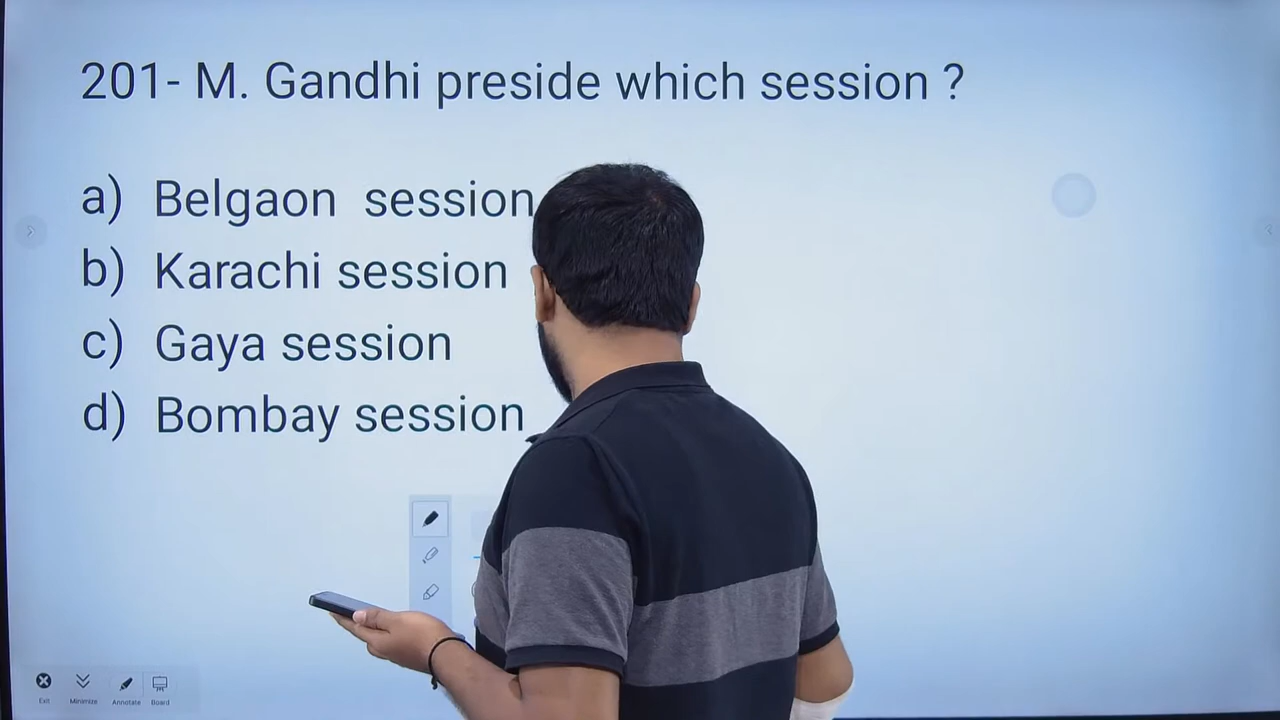 201- M. Gandhi preside which session ?
a) Belgaon session
b) Karachi session
c) Gaya session
d) Bombay session
Exit
Minimize
Annotate
Board